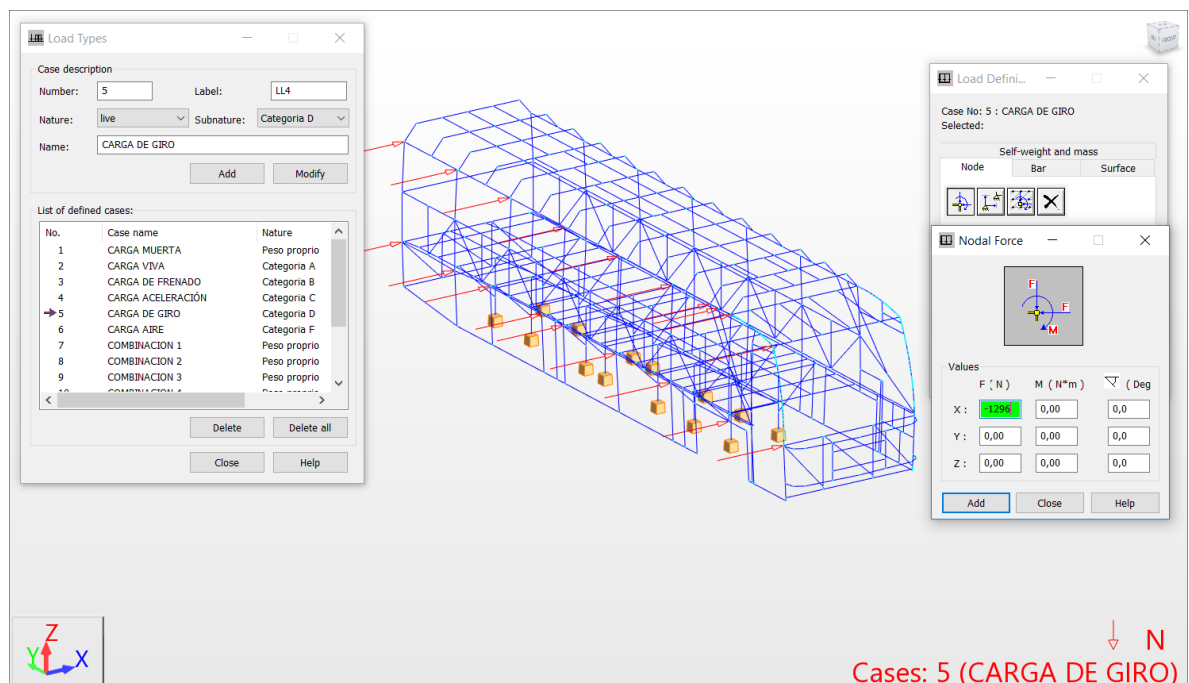 Load Types
Case description
Number: 5 Label: LL4
Nature: live Subnature: Categoria D
Name: CARGA DE GIRO
Add Modify
List of defined cases:
No. Case name Nature
1 CARGA MUERTA Peso proprio
2 CARGA VIVA Categoria A
3 CARGA DE FRENADO Categoria B
4 CARGA ACELERACIÓN Categoria C
5 CARGA DE GIRO Categoria D
6 CARGA AIRE Categoria F
7 COMBINACION 1 Peso proprio
8 COMBINACION 2 Peso proprio
9 COMBINACION 3 Peso proprio
Delete Delete all
Close Help
Z
Y X
FRONT
Load Defini...
Case No: 5 : CARGA DE GIRO
Selected:
Self-weight and mass
Node Bar Surface
Nodal Force
F
F
M
Values
F (N) M (N*m) (Deg
X : -1296 0,00 0,0
Y : 0,00 0,00 0,0
Z : 0,00 0,00 0,0
Add Close Help
N
Cases: 5 (CARGA DE GIRO)